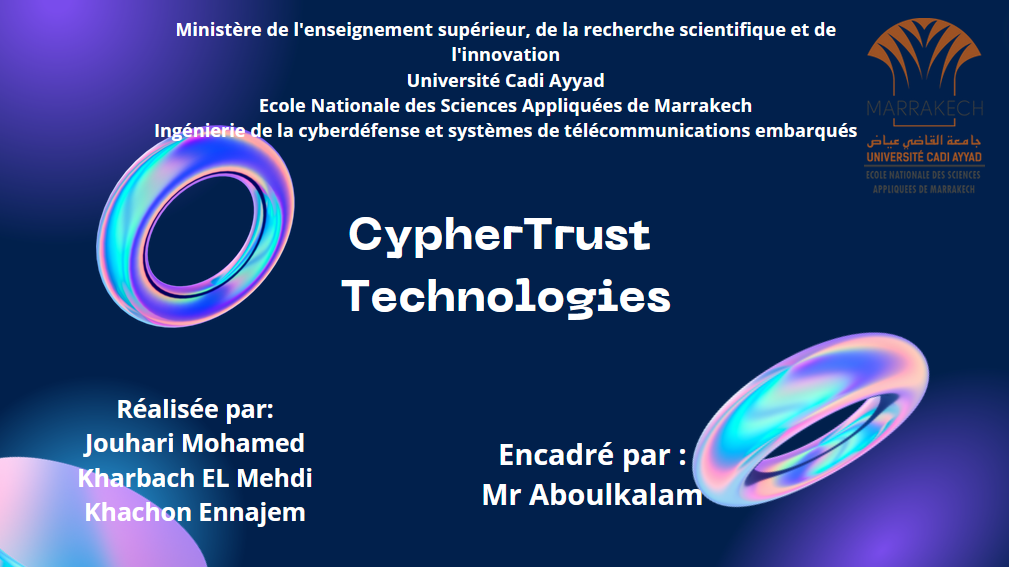 Ministère de l'enseignement supérieur, de la recherche scientifique et de
l'innovation
Université Cadi Ayyad
Ecole Nationale des Sciences Appliquées de Marrakech
Ingénierie de la cyberdéfense et systèmes de télécommunications embarqués
MARRAKECH
جامعة القاضي عياض
UNIVERSITÉ CADI AYYAD
ECOLE NATIONALE DES SCIENCES
APPLIQUÉES DE MARRAKECH
CypherTrust
Technologies
Réalisée par:
Jouhari Mohamed
Kharbach EL Mehdi
Khachon Ennajem
Encadré par :
Mr Aboulkalam